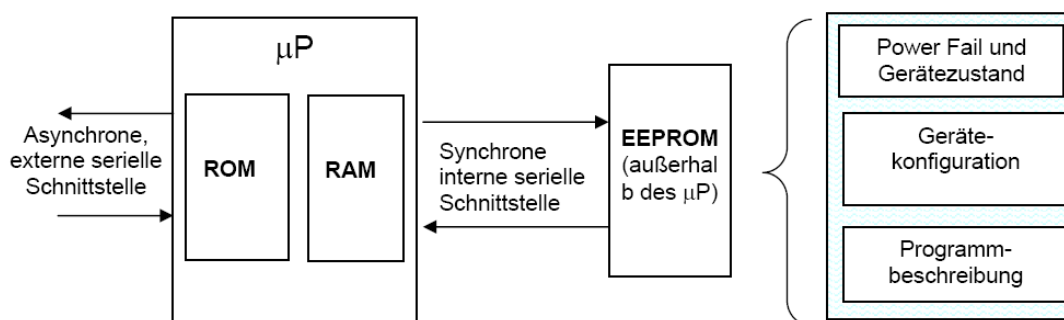 µP
Asynchrone,
externe serielle
Schnittstelle
ROM
RAM
Synchrone
interne serielle
Schnittstelle
EEPROM
(außerhal
b des µP)
Power Fail und
Gerätezustand
Geräte-
konfiguration
Programm-
beschreibung